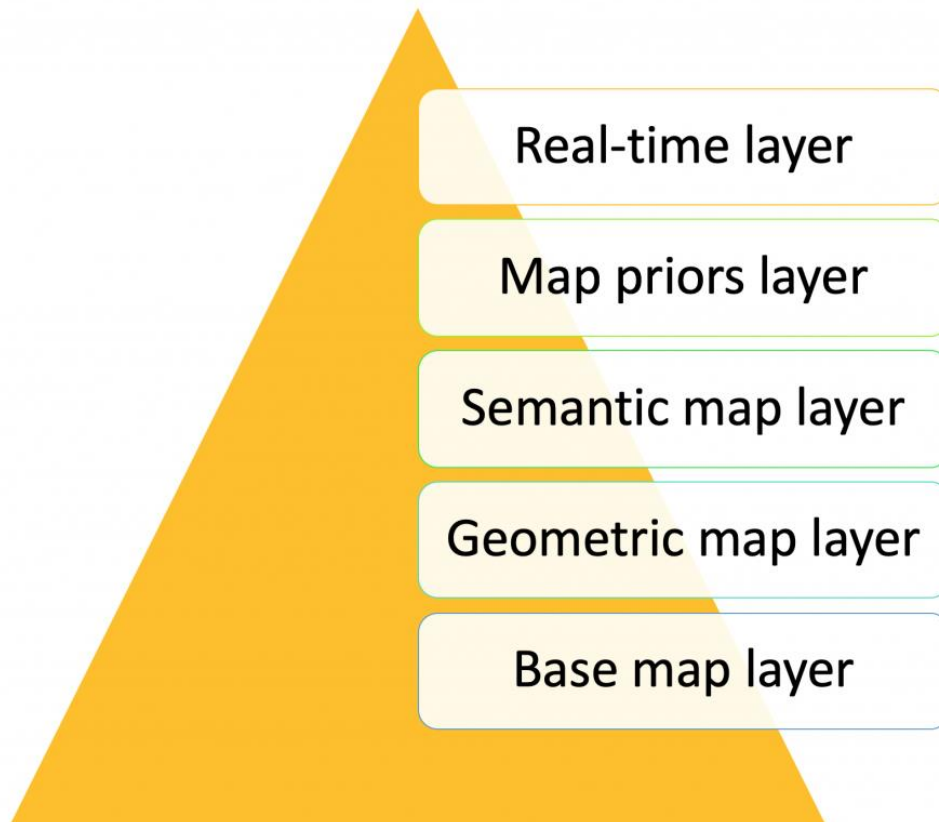 Real-time layer
Map priors layer
Semantic map layer
Geometric map layer
Base map layer